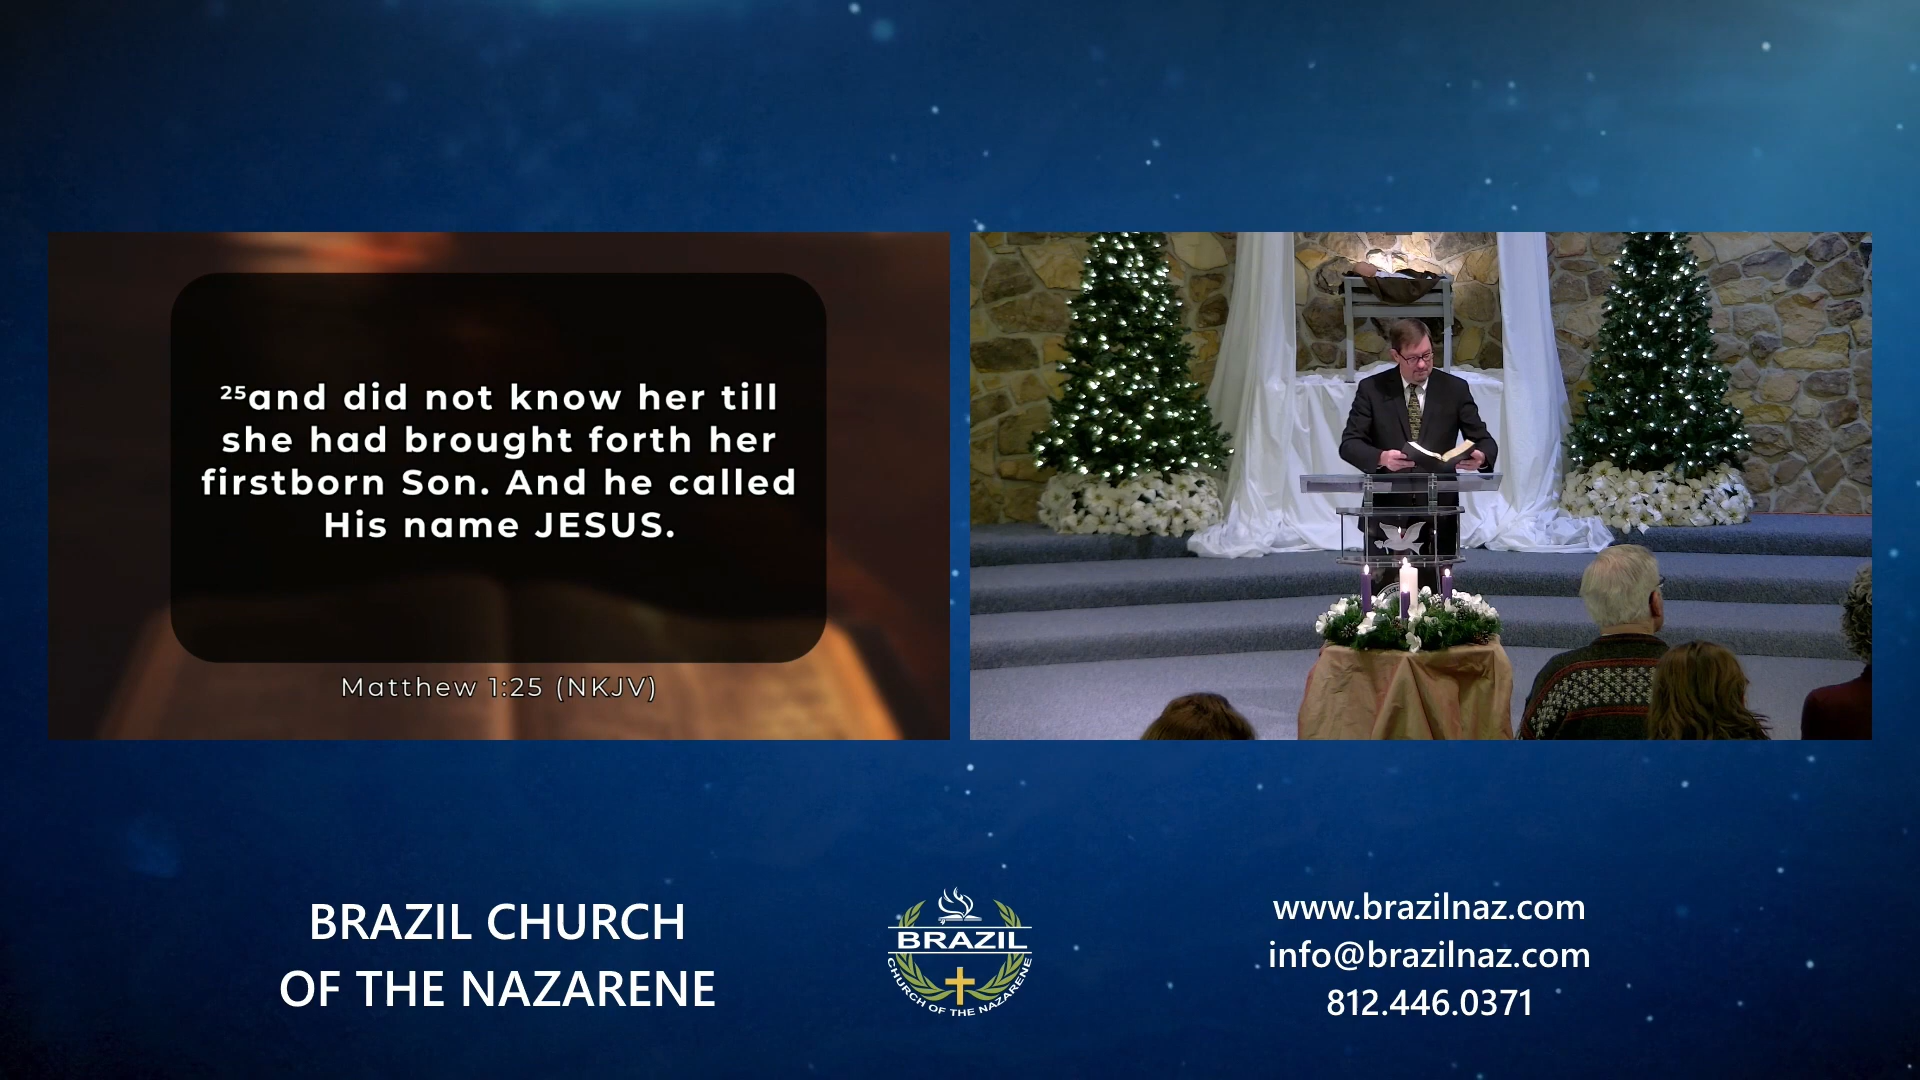 ²⁵and did not know her till
she had brought forth her
firstborn Son. And he called
His name JESUS.
Matthew 1:25 (NKJV)
BRAZIL CHURCH
OF THE NAZARENE
BRAZIL
CHURCH OF THE NAZARENE
www.brazilnaz.com
info@brazilnaz.com
812.446.0371